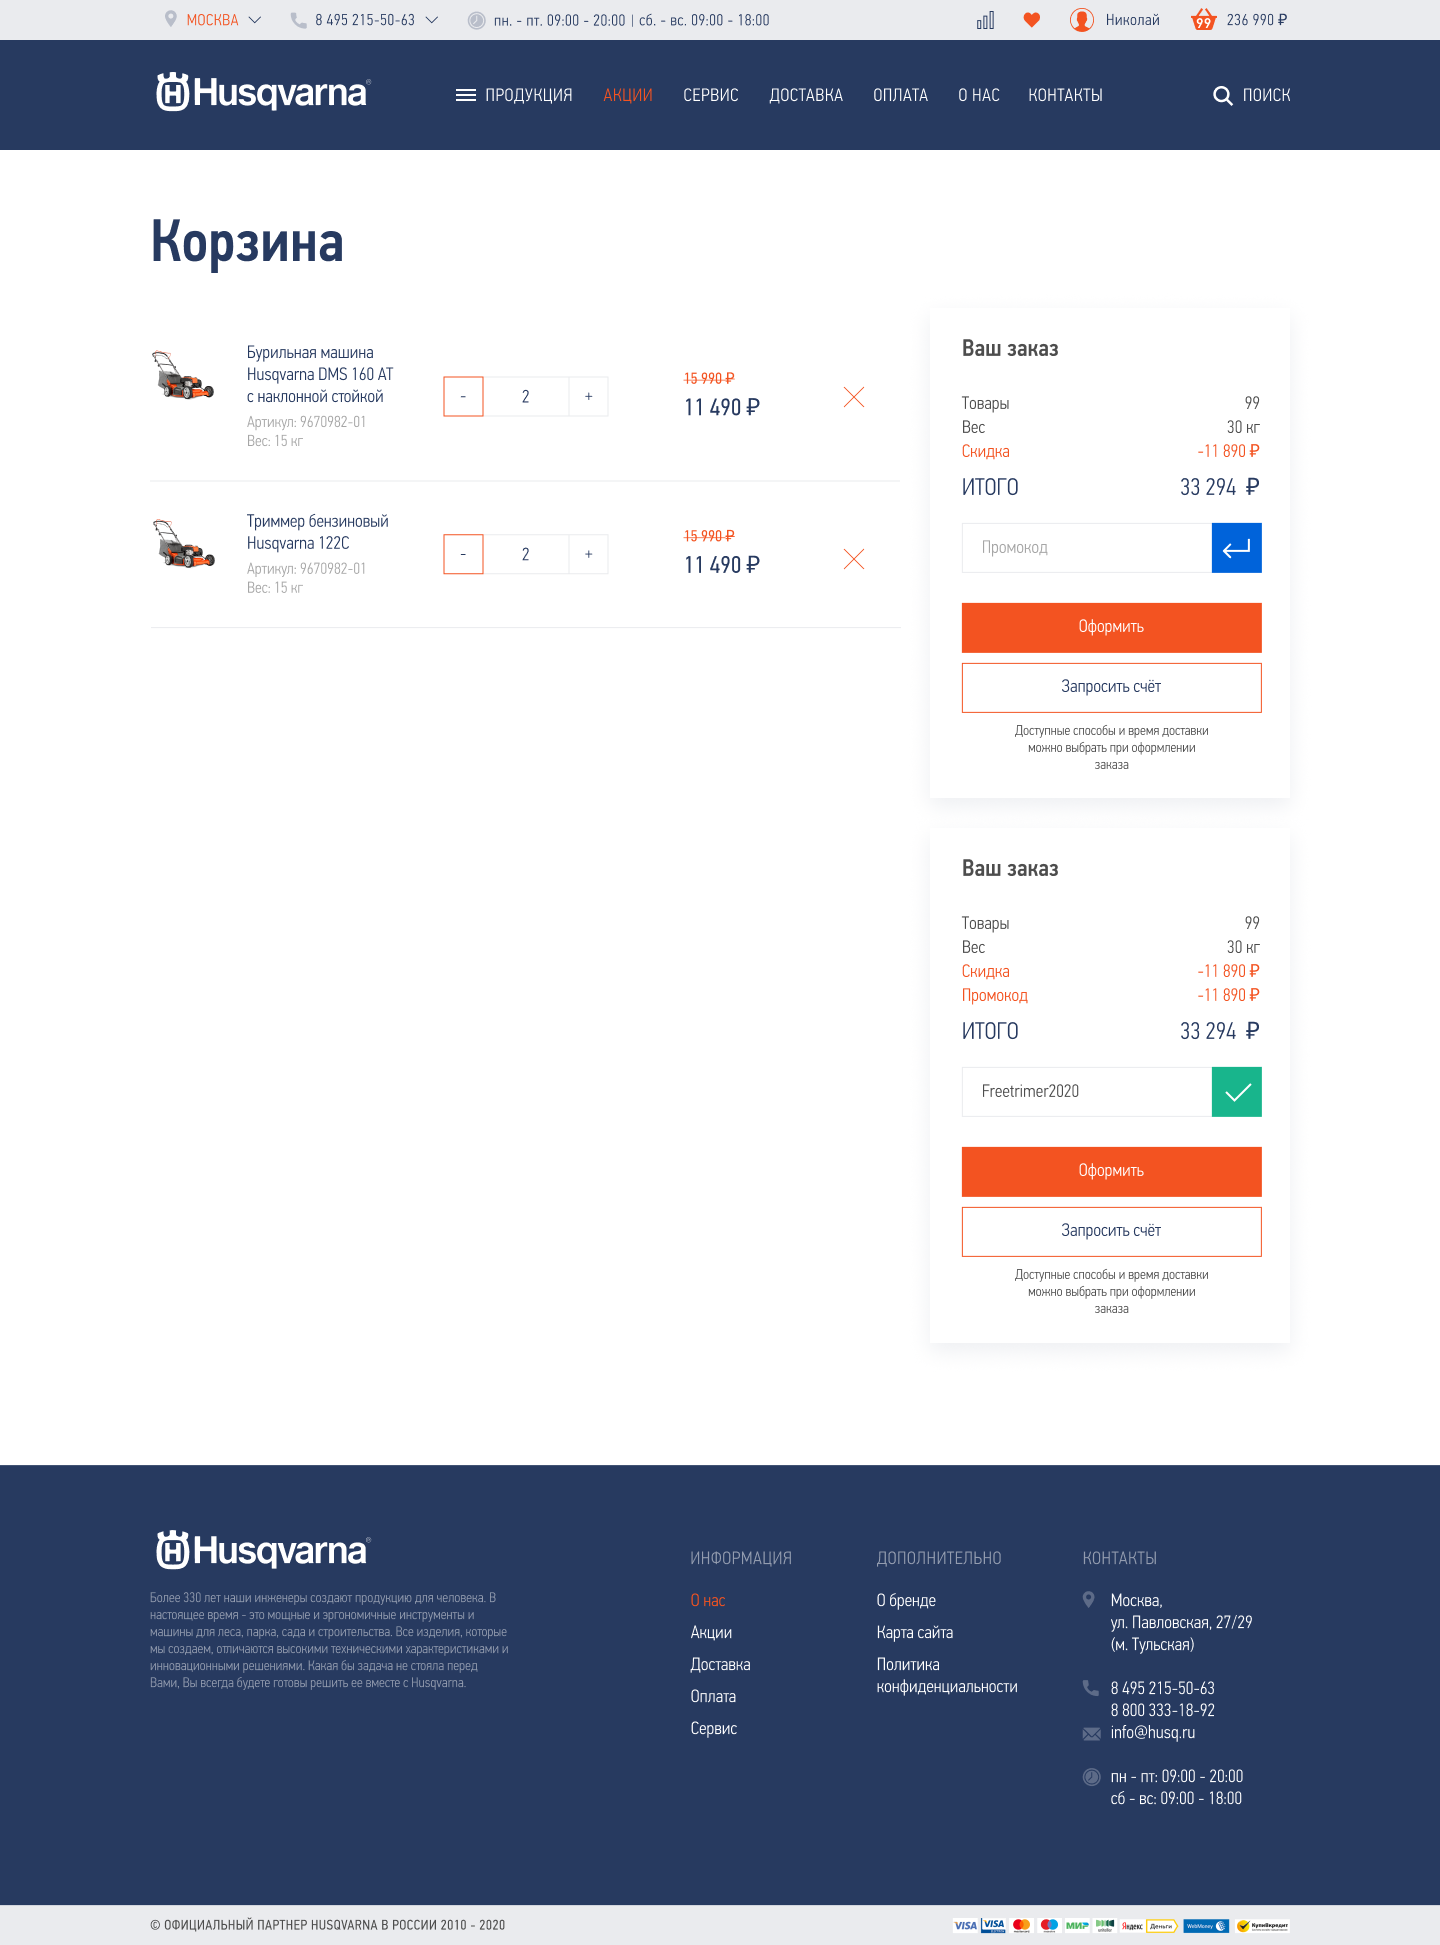 МОСКВА
8 495 215-50-63
пн. - пт. 09:00 - 20:00 | сб. - вс. 09:00 - 18:00
Николай
99
236 990 ₽
Husqvarna®
ПРОДУКЦИЯ
АКЦИИ
СЕРВИС
ДОСТАВКА
ОПЛАТА
О НАС
КОНТАКТЫ
ПОИСК
Корзина
Бурильная машина
Husqvarna DMS 160 AT
с наклонной стойкой
Артикул: 9670982-01
Вес: 15 кг
- 2 +
15 990 ₽
11 490 ₽
Триммер бензиновый
Husqvarna 122C
Артикул: 9670982-01
Вес: 15 кг
- 2 +
15 990 ₽
11 490 ₽
Ваш заказ
Товары 99
Вес 30 кг
Скидка -11 890 ₽
ИТОГО 33 294 ₽
Промокод
Оформить
Запросить счёт
Доступные способы и время доставки
можно выбрать при оформлении
заказа
Ваш заказ
Товары 99
Вес 30 кг
Скидка -11 890 ₽
Промокод -11 890 ₽
ИТОГО 33 294 ₽
Freetrimer2020
Оформить
Запросить счёт
Доступные способы и время доставки
можно выбрать при оформлении
заказа
Husqvarna®
Более 330 лет наши инженеры создают продукцию для человека. В
настоящее время - это мощные и эргономичные инструменты и
машины для леса, парка, сада и строительства. Все изделия, которые
мы создаем, отличаются высокими техническими характеристиками и
инновационными решениями. Какая бы задача не стояла перед
Вами, Вы всегда будете готовы решить ее вместе с Husqvarna.
ИНФОРМАЦИЯ
О нас
Акции
Доставка
Оплата
Сервис
ДОПОЛНИТЕЛЬНО
О бренде
Карта сайта
Политика
конфиденциальности
КОНТАКТЫ
Москва,
ул. Павловская, 27/29
(м. Тульская)
8 495 215-50-63
8 800 333-18-92
info@husq.ru
пн - пт: 09:00 - 20:00
сб - вс: 09:00 - 18:00
© ОФИЦИАЛЬНЫЙ ПАРТНЕР HUSQVARNA В РОССИИ 2010 - 2020
VISA
VISA
МИР
Яндекс Деньги
WebMoney
КупиВкредит